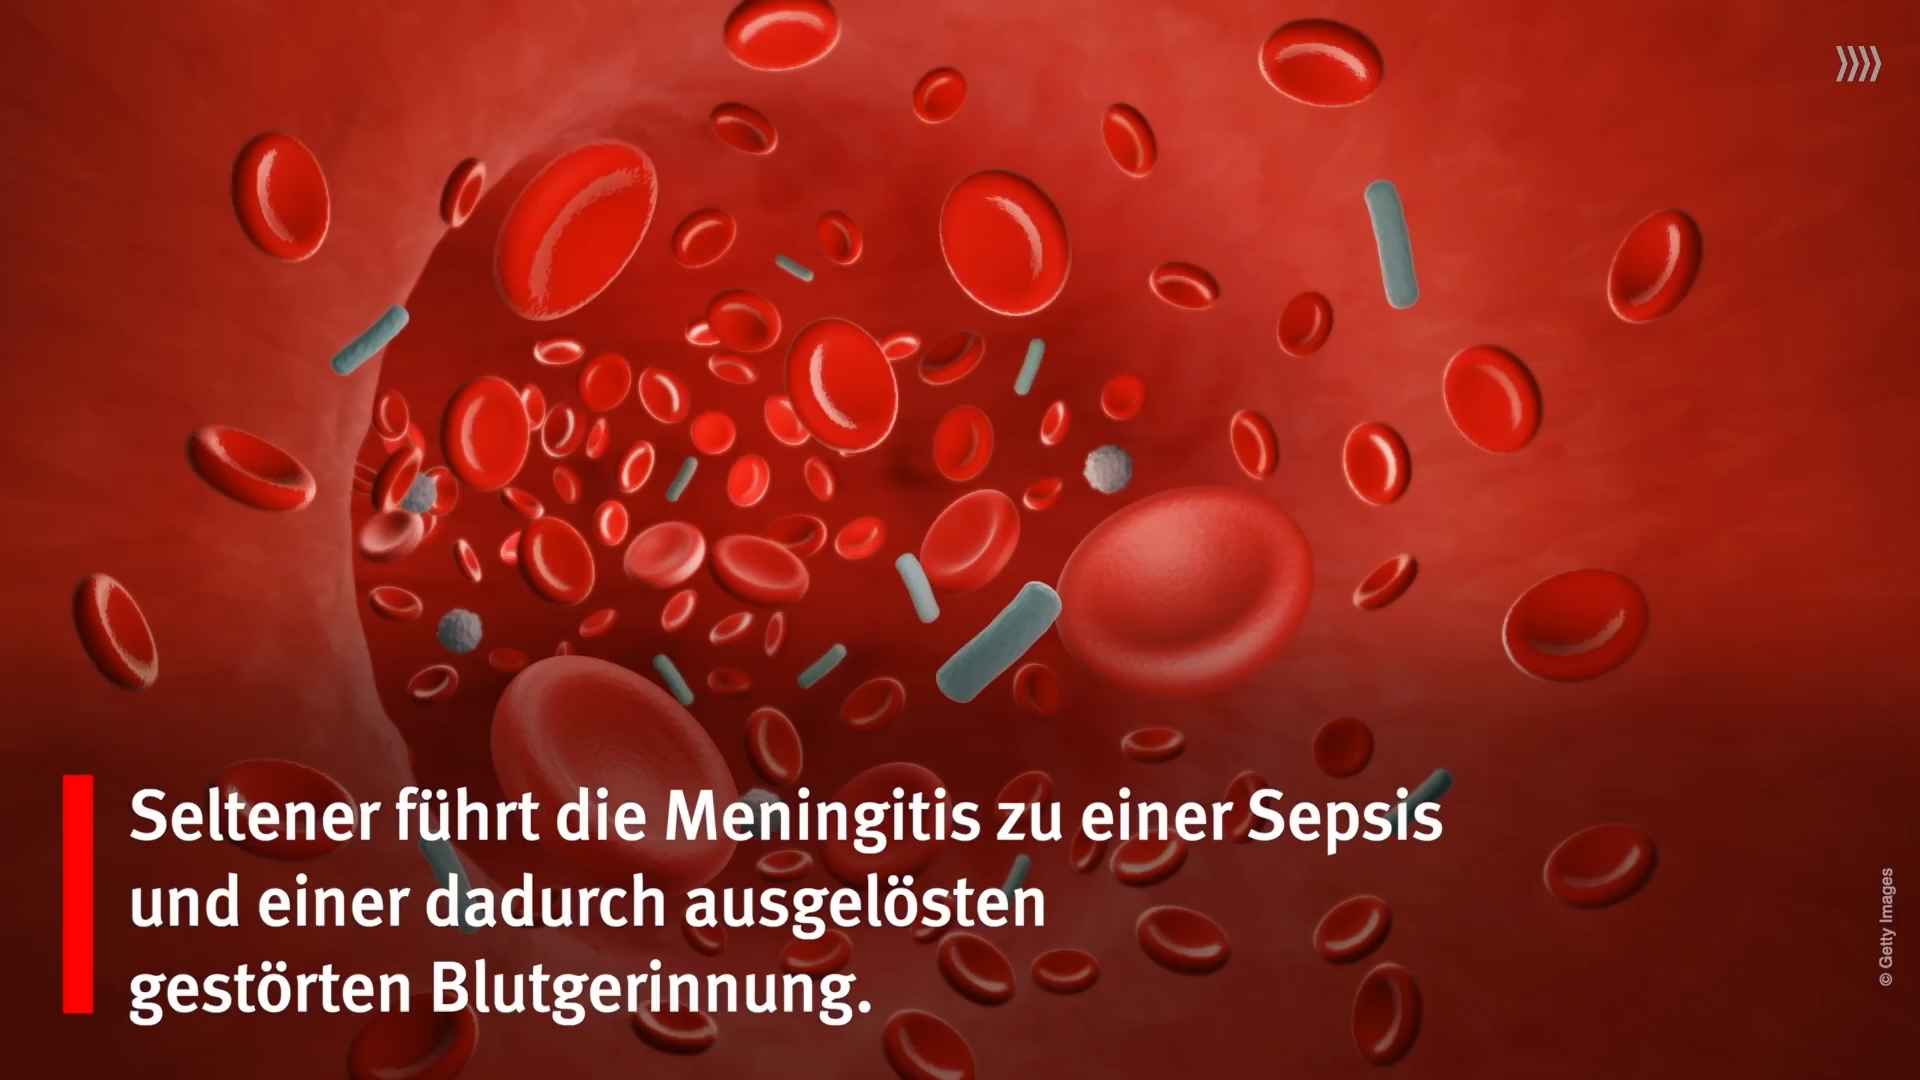 Seltener führt die Meningitis zu einer Sepsis
und einer dadurch ausgelösten
gestörten Blutgerinnung.
© Getty Images